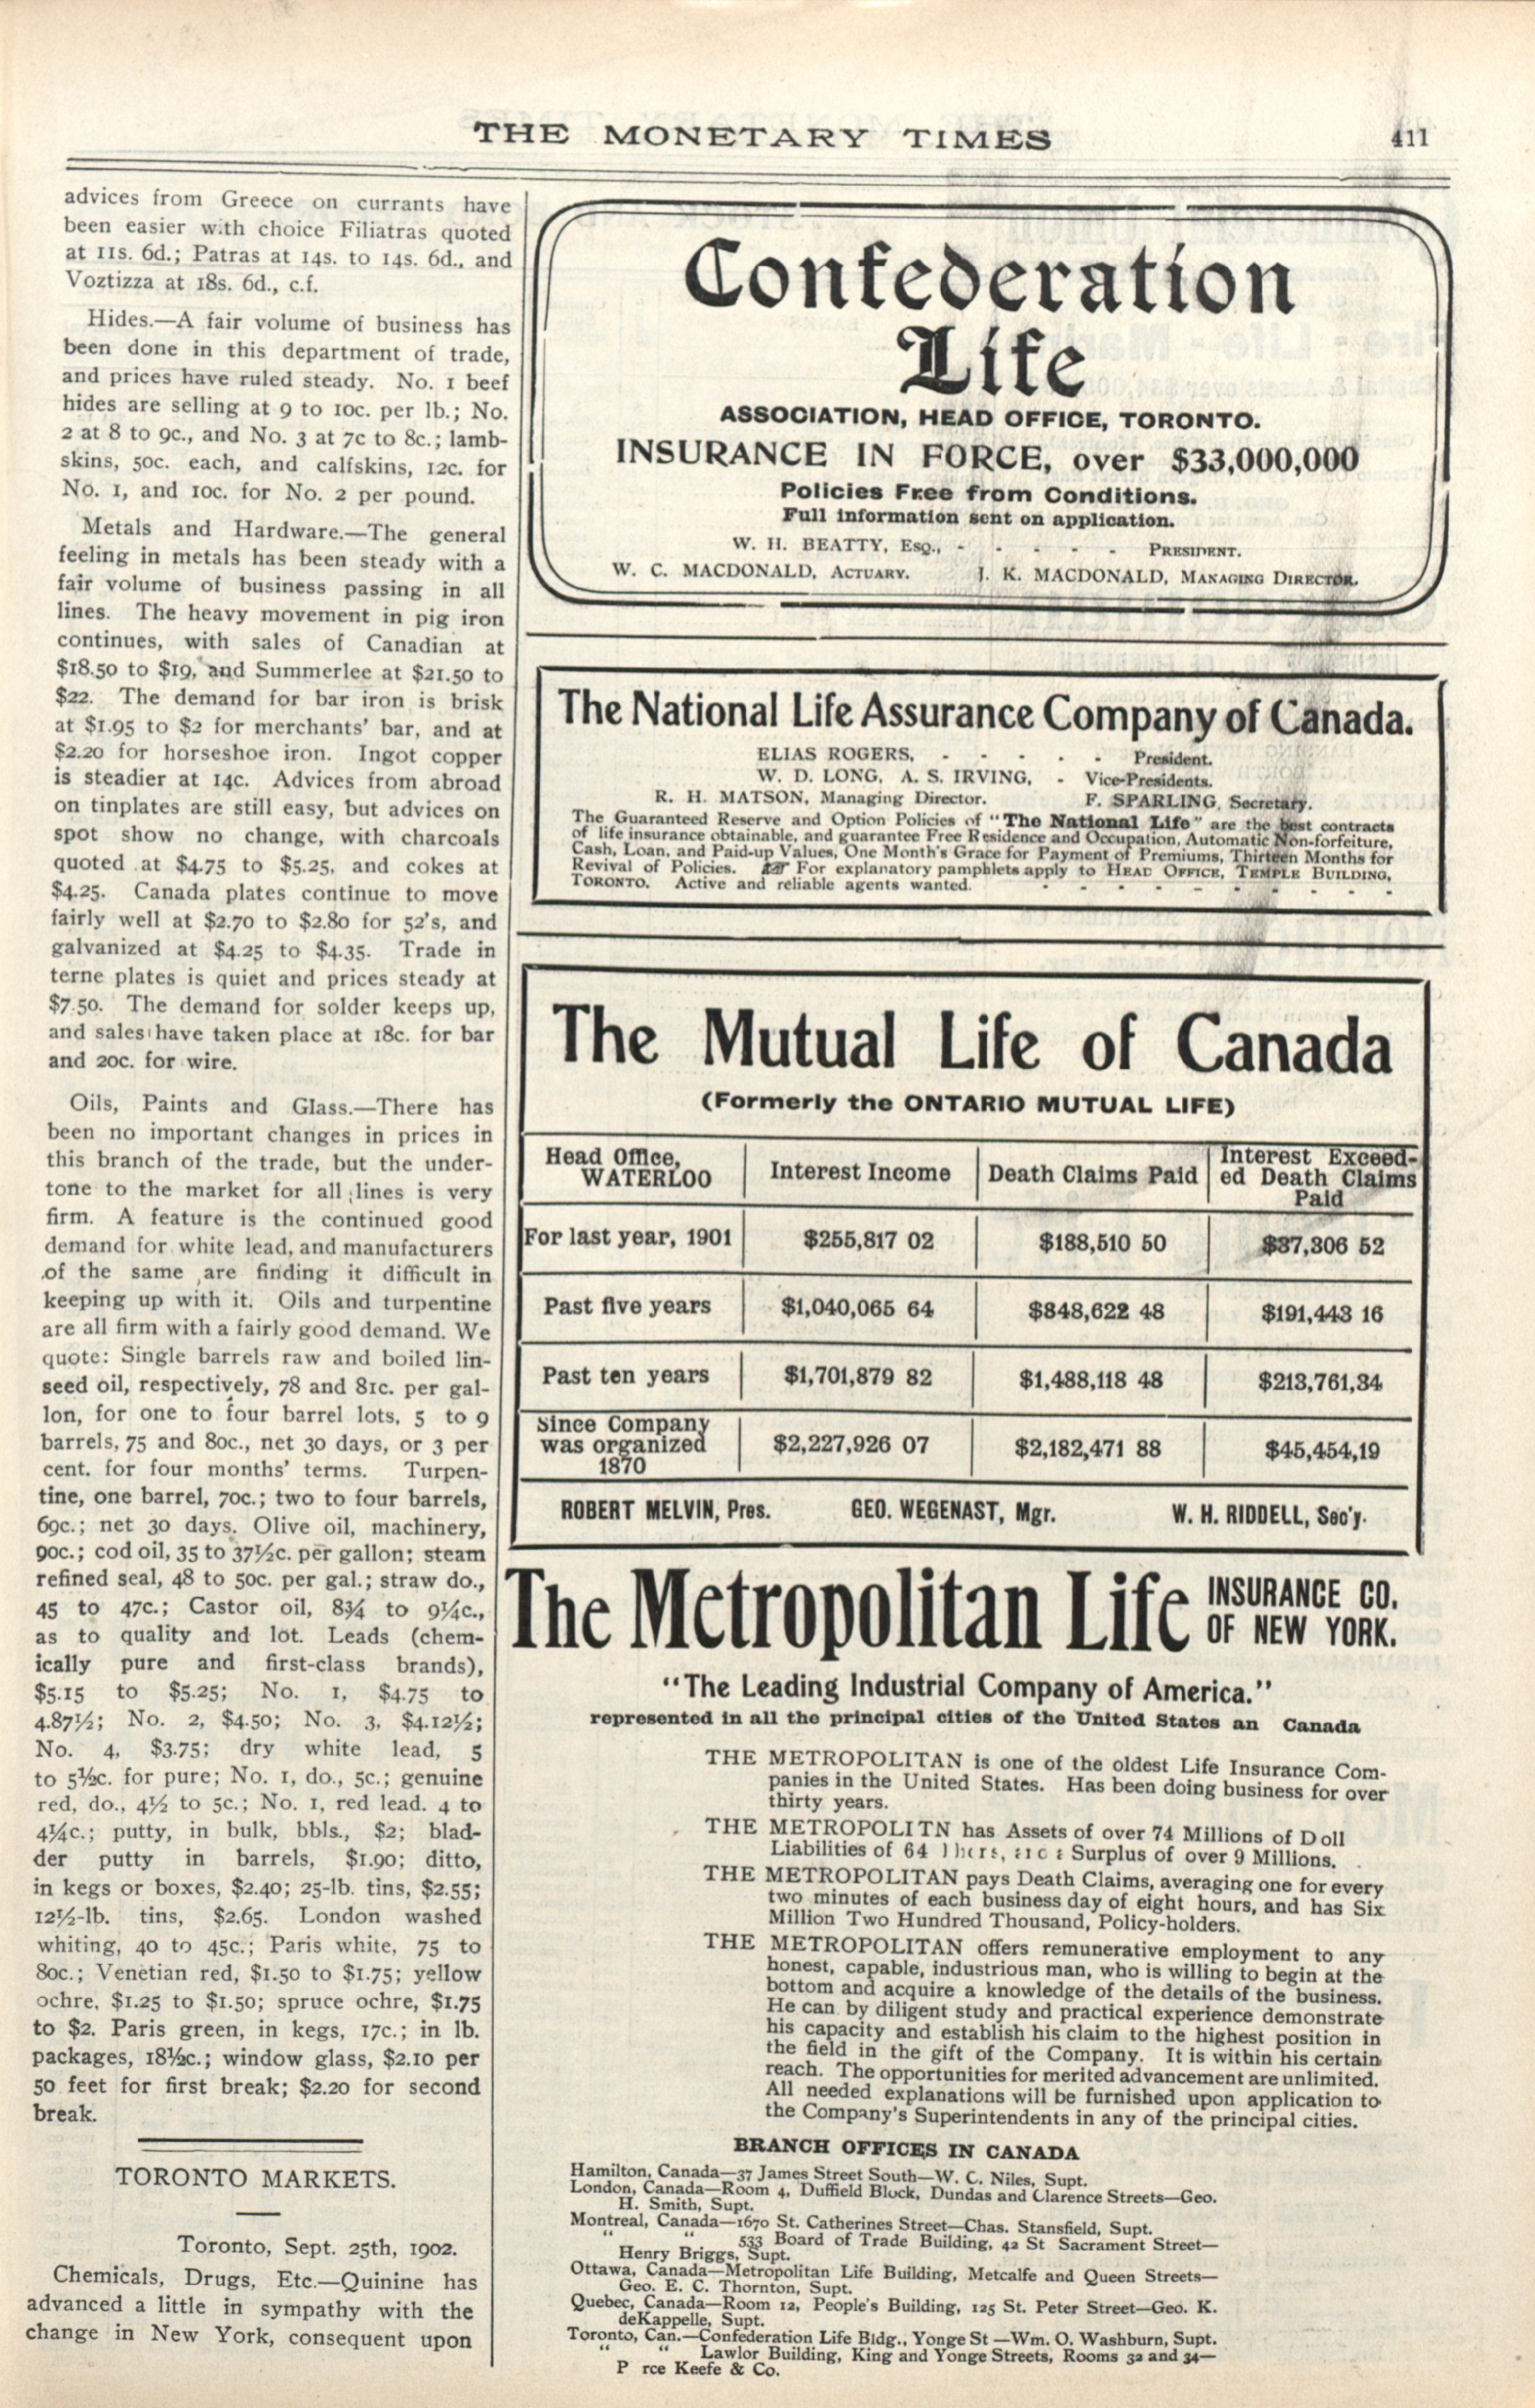 THE MONETARY TIMES 411
advices from Greece on currants have
been easier with choice Filiatras quoted
at 11s. 6d.; Patras at 14s. to 14s. 6d., and
Voztizza at 18s. 6d., c.f.
Hides.—A fair volume of business has
been done in this department of trade,
and prices have ruled steady. No. 1 beef
hides are selling at 9 to 10c. per lb.; No.
2 at 8 to 9c., and No. 3 at 7c to 8c.; lamb-
skins, 50c. each, and calfskins, 12c. for
No. 1, and 10c. for No. 2 per pound.
Metals and Hardware.—The general
feeling in metals has been steady with a
fair volume of business passing in all
lines. The heavy movement in pig iron
continues, with sales of Canadian at
$18.50 to $19, and Summerlee at $21.50 to
$22. The demand for bar iron is brisk
at $1.95 to $2 for merchants' bar, and at
$2.20 for horseshoe iron. Ingot copper
is steadier at 14c. Advices from abroad
on tinplates are still easy, but advices on
spot show no change, with charcoals
quoted at $4.75 to $5.25, and cokes at
$4.25. Canada plates continue to move
fairly well at $2.70 to $2.80 for 52's, and
galvanized at $4.25 to $4.35. Trade in
terne plates is quiet and prices steady at
$7.50. The demand for solder keeps up,
and sales have taken place at 18c. for bar
and 20c. for wire.
Oils, Paints and Glass.—There has
been no important changes in prices in
this branch of the trade, but the under-
tone to the market for all lines is very
firm. A feature is the continued good
demand for white lead, and manufacturers
of the same are finding it difficult in
keeping up with it. Oils and turpentine
are all firm with a fairly good demand. We
quote: Single barrels raw and boiled lin-
seed oil, respectively, 78 and 81c. per gal-
lon, for one to four barrel lots, 5 to 9
barrels, 75 and 80c., net 30 days, or 3 per
cent. for four months' terms. Turpen-
tine, one barrel, 70c.; two to four barrels,
69c.; net 30 days. Olive oil, machinery,
90c.; cod oil, 35 to 37½c. per gallon; steam
refined seal, 48 to 50c. per gal.; straw do.,
45 to 47c.; Castor oil, 8¾ to 9¼c.,
as to quality and lot. Leads (chem-
ically pure and first-class brands),
$5.15 to $5.25; No. 1, $4.75 to
4.87½; No. 2, $4.50; No. 3, $4.12½;
No. 4, $3.75; dry white lead, 5
to 5½c. for pure; No. 1, do., 5c.; genuine
red, do., 4½ to 5c.; No. 1, red lead. 4 to
4¼c.; putty, in bulk, bbls., $2; blad-
der putty in barrels, $1.90; ditto,
in kegs or boxes, $2.40; 25-lb. tins, $2.55;
12½-lb. tins, $2.65. London washed
whiting, 40 to 45c.; Paris white, 75 to
80c.; Venetian red, $1.50 to $1.75; yellow
ochre, $1.25 to $1.50; spruce ochre, $1.75
to $2. Paris green, in kegs, 17c.; in lb.
packages, 18½c.; window glass, $2.10 per
50 feet for first break; $2.20 for second
break.
TORONTO MARKETS.
Toronto, Sept. 25th, 1902.
Chemicals, Drugs, Etc.—Quinine has
advanced a little in sympathy with the
change in New York, consequent upon
Confederation
Life
ASSOCIATION, HEAD OFFICE, TORONTO.
INSURANCE IN FORCE, over $33,000,000
Policies Free from Conditions.
Full information sent on application.
W. H. BEATTY, ESQ., - - - - - PRESIDENT.
W. C. MACDONALD, ACTUARY. J. K. MACDONALD, MANAGING DIRECTOR.
The National Life Assurance Company of Canada.
ELIAS ROGERS, - - - - - President.
W. D. LONG, A. S. IRVING, - Vice-Presidents.
R. H. MATSON, Managing Director. F. SPARLING, Secretary.
The Guaranteed Reserve and Option Policies of "The National Life" are the best contracts
of life insurance obtainable, and guarantee Free Residence and Occupation, Automatic Non-forfeiture,
Cash, Loan, and Paid-up Values, One Month's Grace for Payment of Premiums, Thirteen Months for
Revival of Policies. ☞ For explanatory pamphlets apply to HEAD OFFICE, TEMPLE BUILDING,
TORONTO. Active and reliable agents wanted. - - - - - - - -
The Mutual Life of Canada
(Formerly the ONTARIO MUTUAL LIFE)
Head Office, WATERLOO | Interest Income | Death Claims Paid | Interest Exceed-ed Death Claims Paid
For last year, 1901 | $255,817 02 | $188,510 50 | $37,306 52
Past five years | $1,040,065 64 | $848,622 48 | $191,443 16
Past ten years | $1,701,879 82 | $1,488,118 48 | $213,761,34
Since Company was organized 1870 | $2,227,926 07 | $2,182,471 88 | $45,454,19
ROBERT MELVIN, Pres. GEO. WEGENAST, Mgr. W. H. RIDDELL, Sec'y.
The Metropolitan Life INSURANCE CO.
OF NEW YORK.
"The Leading Industrial Company of America."
represented in all the principal cities of the United States an Canada
THE METROPOLITAN is one of the oldest Life Insurance Com-
panies in the United States. Has been doing business for over
thirty years.
THE METROPOLITN has Assets of over 74 Millions of Doll
Liabilities of 64 Surplus of over 9 Millions.
THE METROPOLITAN pays Death Claims, averaging one for every
two minutes of each business day of eight hours, and has Six
Million Two Hundred Thousand, Policy-holders.
THE METROPOLITAN offers remunerative employment to any
honest, capable, industrious man, who is willing to begin at the
bottom and acquire a knowledge of the details of the business.
He can by diligent study and practical experience demonstrate
his capacity and establish his claim to the highest position in
the field in the gift of the Company. It is within his certain
reach. The opportunities for merited advancement are unlimited.
All needed explanations will be furnished upon application to
the Company's Superintendents in any of the principal cities.
BRANCH OFFICES IN CANADA
Hamilton, Canada—37 James Street South—W. C. Niles, Supt.
London, Canada—Room 4, Duffield Block, Dundas and Clarence Streets—Geo.
H. Smith, Supt.
Montreal, Canada—1670 St. Catherines Street—Chas. Stansfield, Supt.
" " 533 Board of Trade Building, 42 St Sacrament Street—
Henry Briggs, Supt.
Ottawa, Canada—Metropolitan Life Building, Metcalfe and Queen Streets—
Geo. E. C. Thornton, Supt.
Quebec, Canada—Room 12, People's Building, 125 St. Peter Street—Geo. K.
deKappelle, Supt.
Toronto, Can.—Confederation Life Bldg., Yonge St —Wm. O. Washburn, Supt.
" " Lawlor Building, King and Yonge Streets, Rooms 32 and 34—
P rce Keefe & Co.